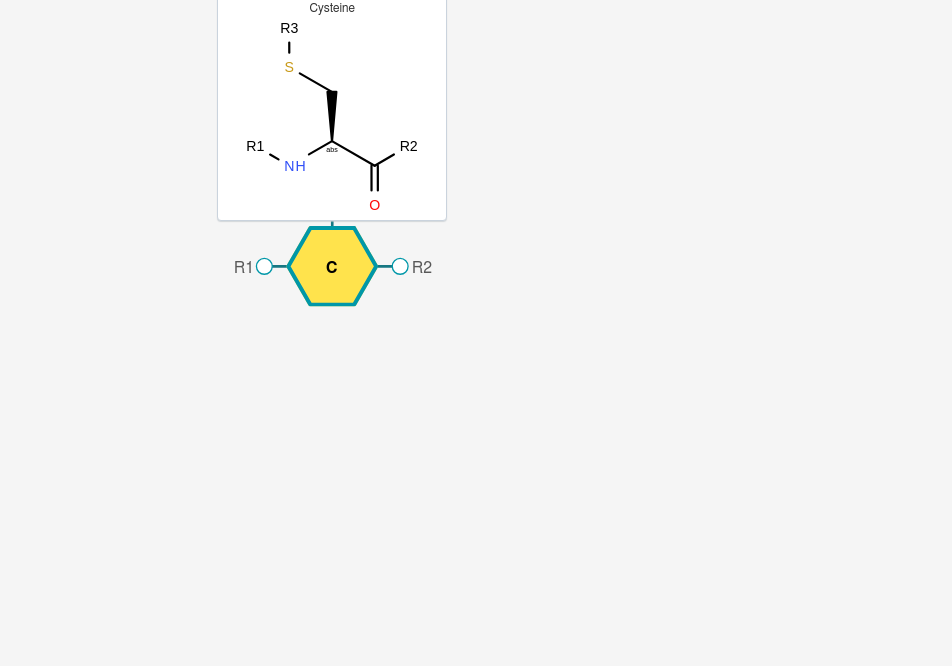 Cysteine
R3
S
R1 R2
abs
NH
O
R1 C R2